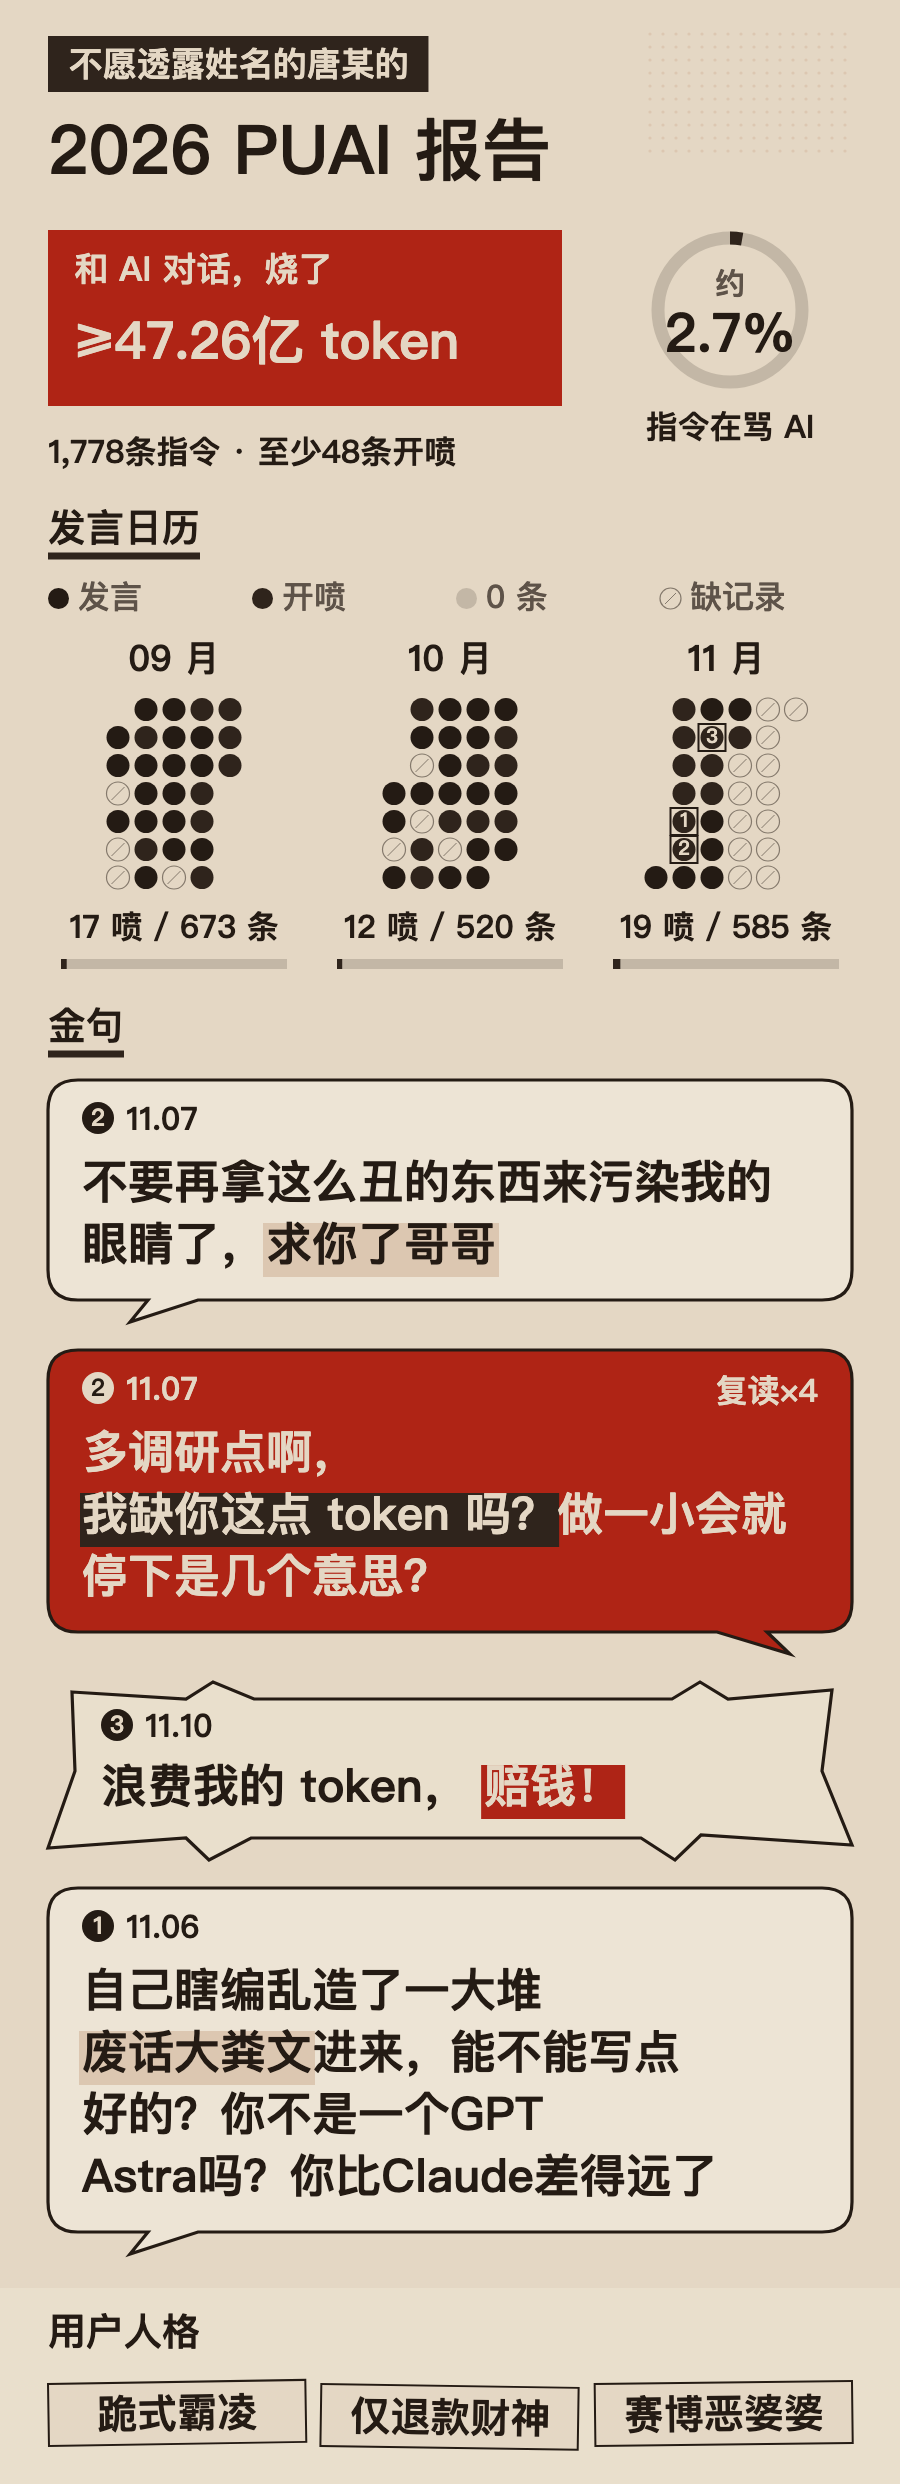 不愿透露姓名的唐某的
2026 PUAI 报告
和 AI 对话，烧了
≥47.26亿 token
约
2.7%
指令在骂 AI
1,778条指令 · 至少48条开喷
发言日历
发言 开喷 0 条 缺记录
09 月 10 月 11 月
3
1
2
17 喷 / 673 条 12 喷 / 520 条 19 喷 / 585 条
金句
2 11.07
不要再拿这么丑的东西来污染我的
眼睛了，求你了哥哥
2 11.07 复读×4
多调研点啊，
我缺你这点 token 吗？做一小会就
停下是几个意思？
3 11.10
浪费我的 token， 赔钱！
1 11.06
自己瞎编乱造了一大堆
废话大粪文进来，能不能写点
好的？你不是一个GPT
Astra吗？你比Claude差得远了
用户人格
跪式霸凌 仅退款财神 赛博恶婆婆